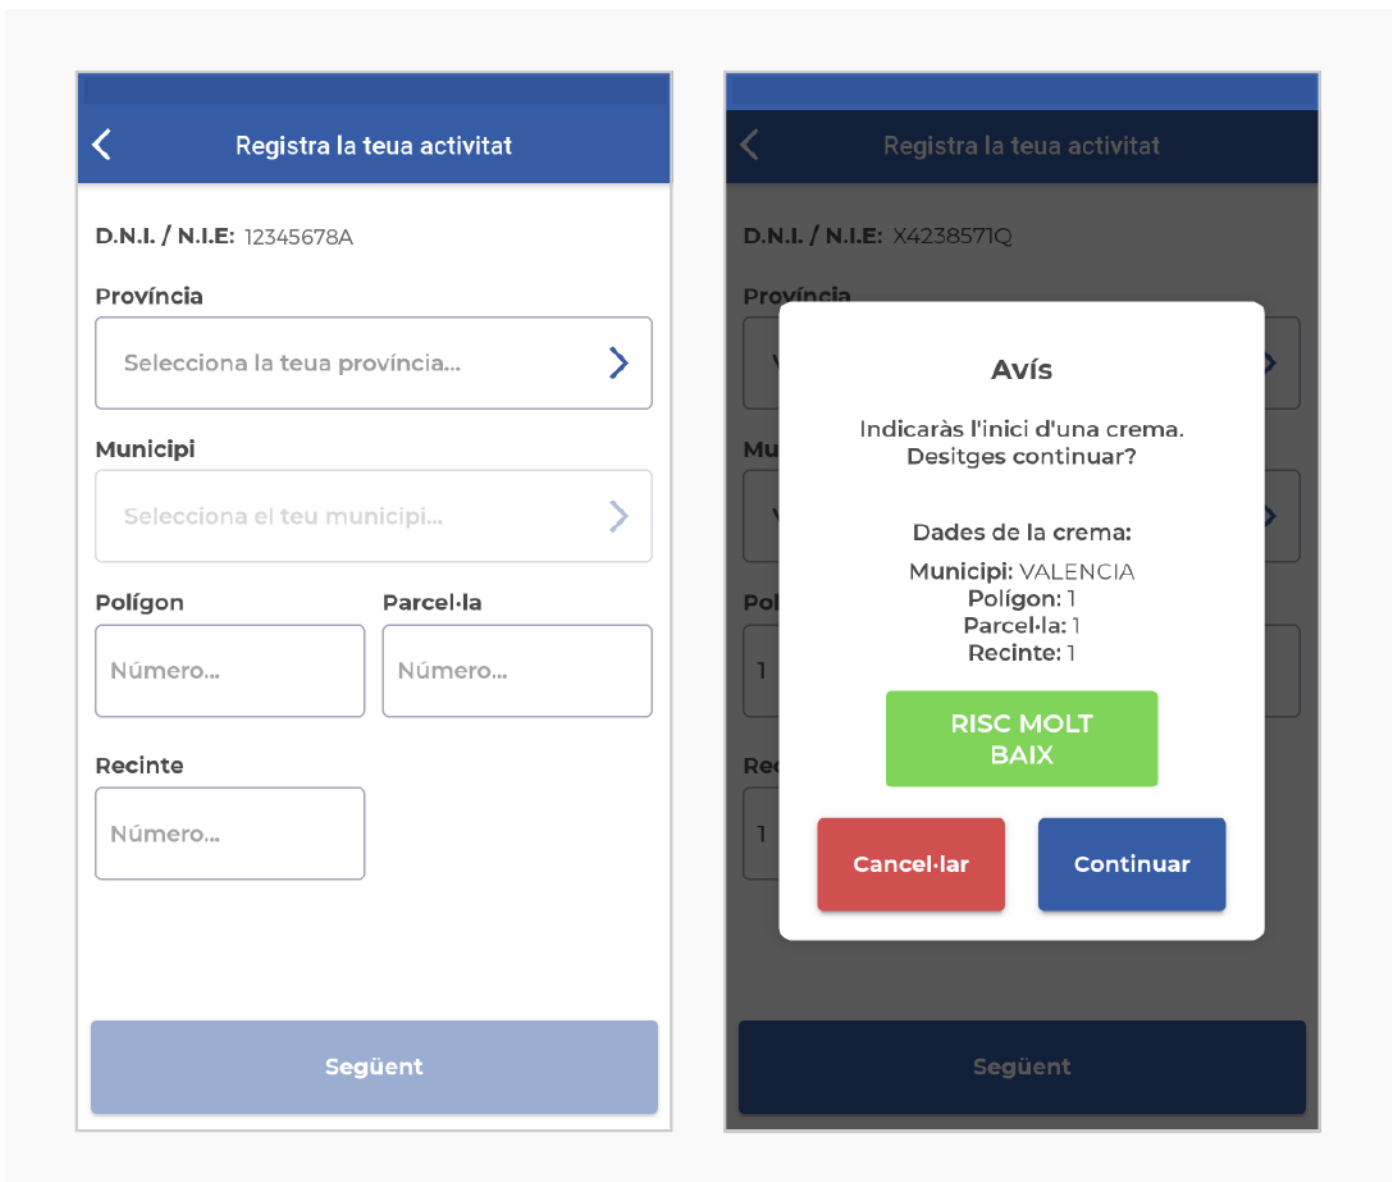 Registra la teua activitat
D.N.I. / N.I.E: 12345678A
Província
Selecciona la teua província...
Municipi
Selecciona el teu municipi...
Polígon Parcel·la
Número... Número...
Recinte
Número...
Següent
Registra la teua activitat
D.N.I. / N.I.E: X4238571Q
Província
Avís
Indicaràs l'inici d'una crema.
Desitges continuar?
Dades de la crema:
Municipi: VALENCIA
Polígon: 1
Parcel·la: 1
Recinte: 1
1
RISC MOLT
BAIX
1
Cancel·lar Continuar
Següent